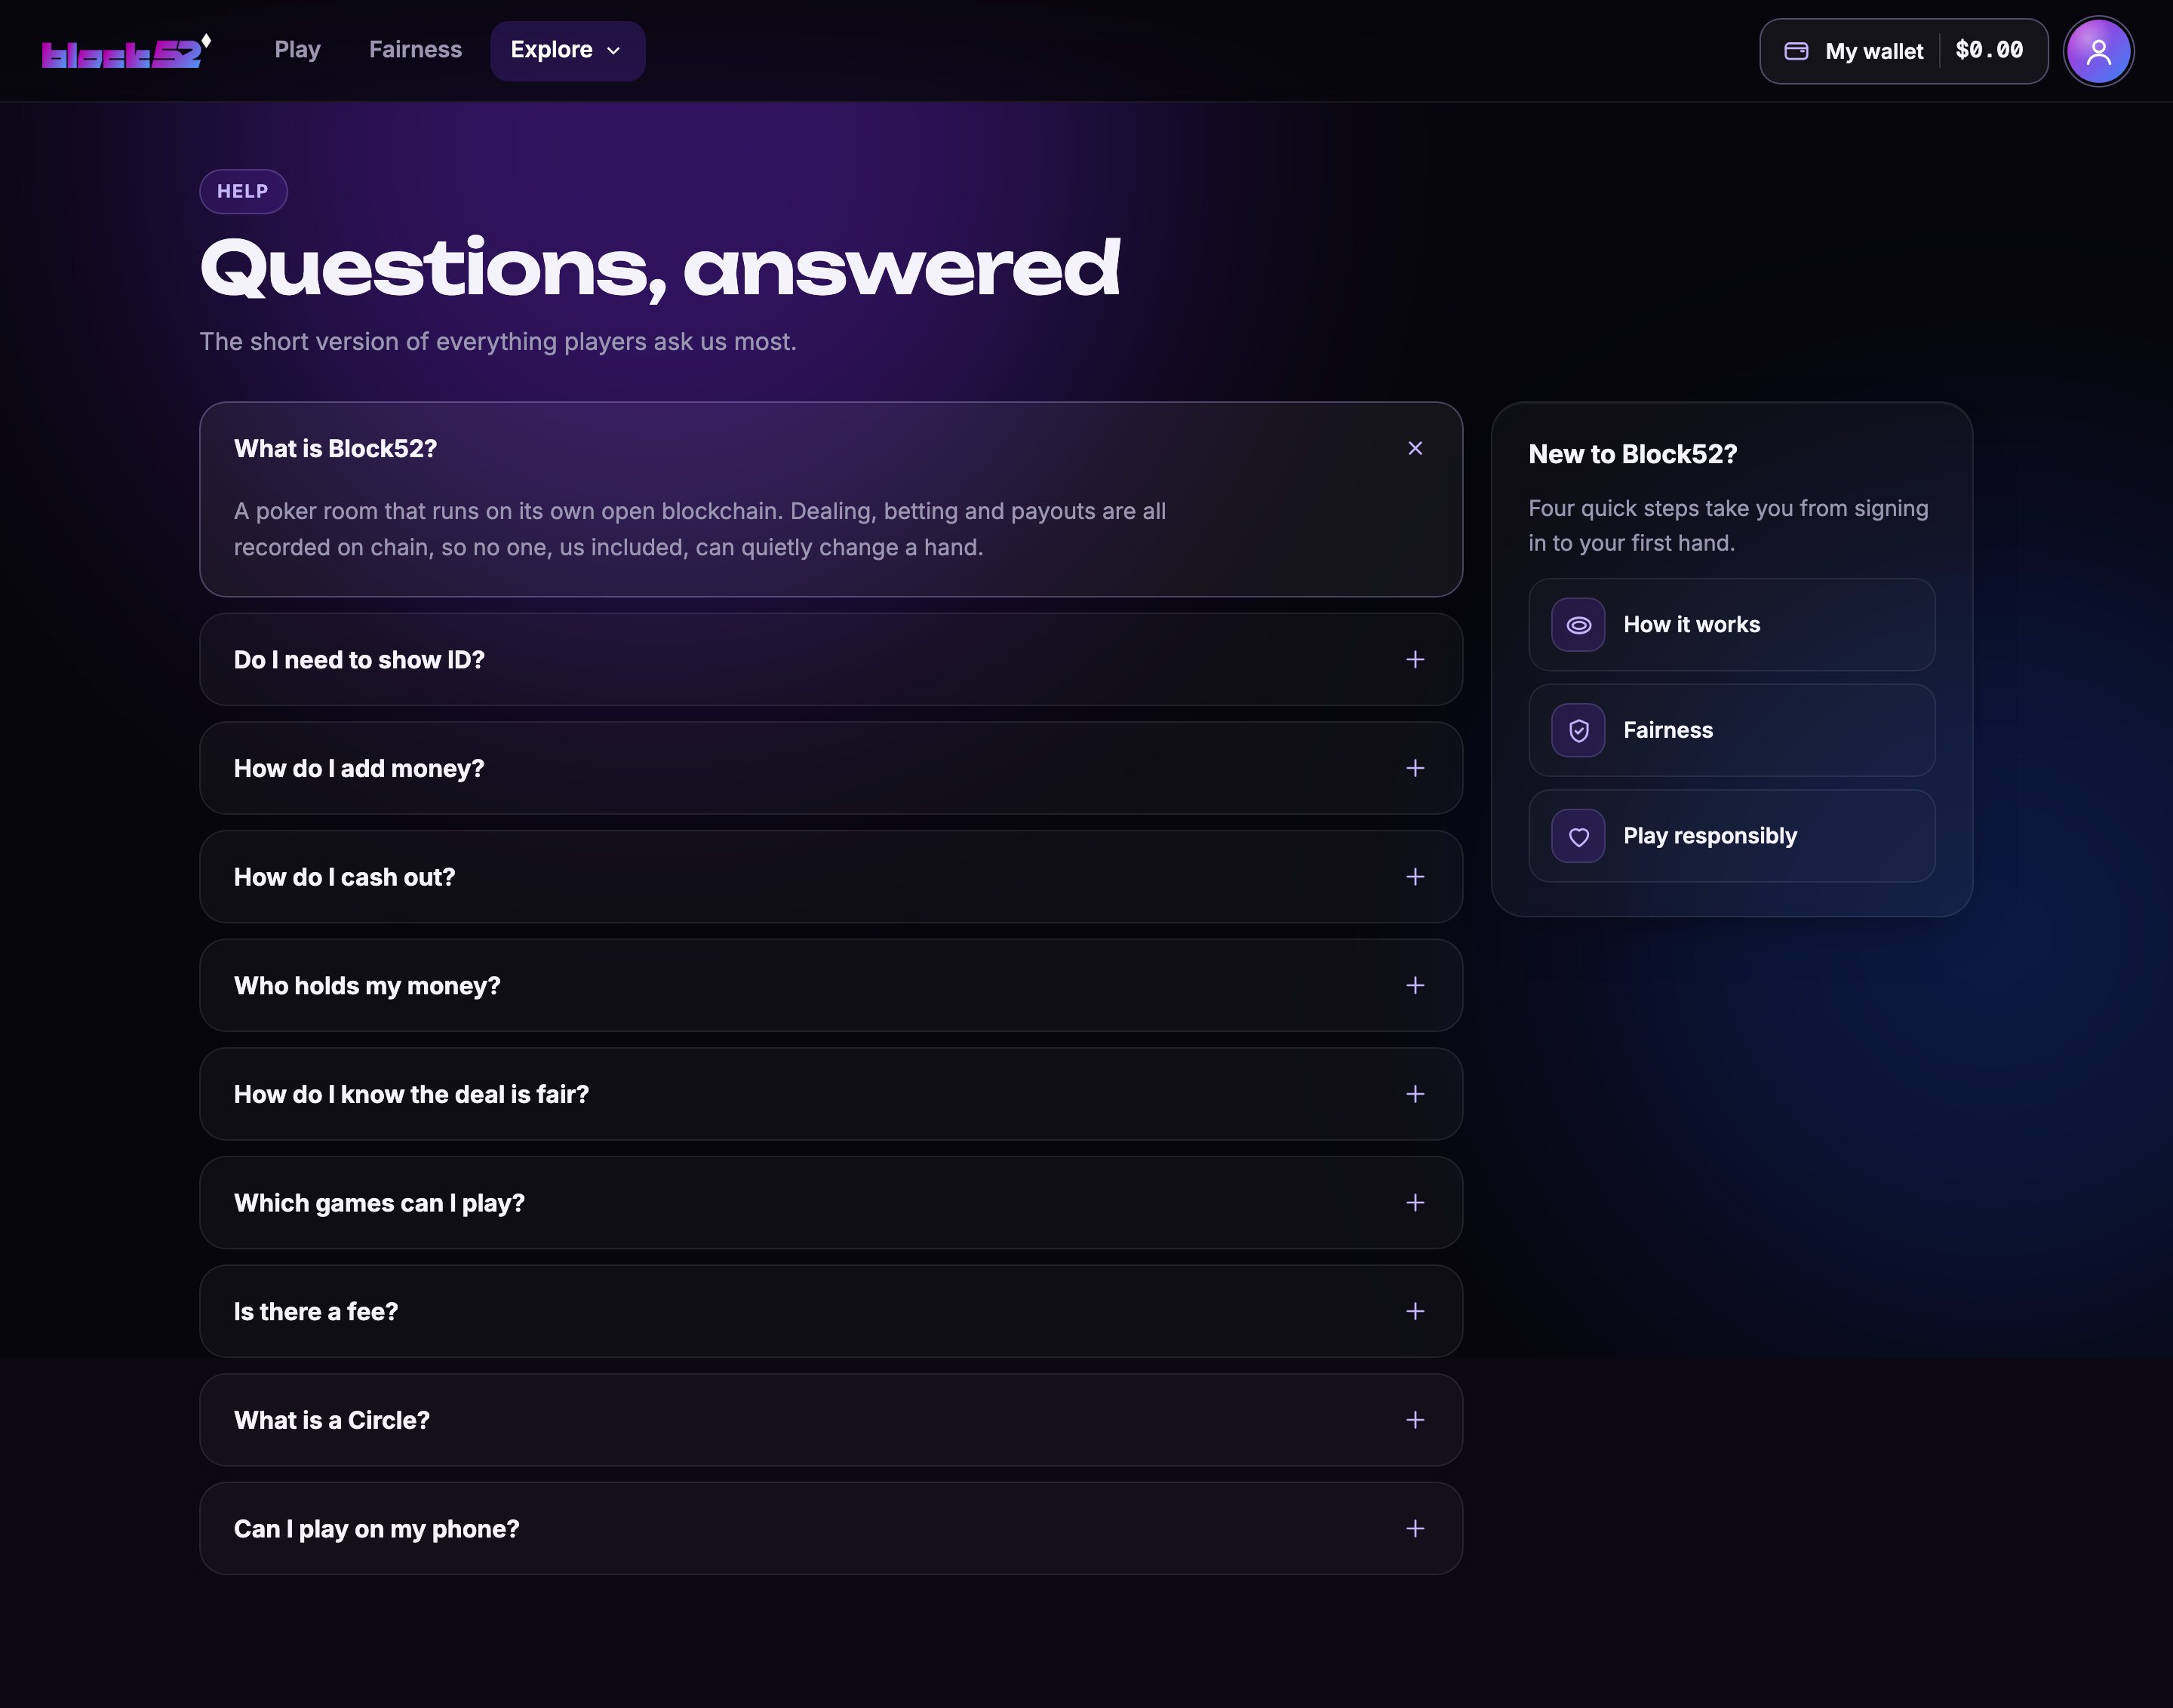 block52
Play
Fairness
Explore
My wallet
$0.00
HELP
Questions, answered
The short version of everything players ask us most.
What is Block52?
A poker room that runs on its own open blockchain. Dealing, betting and payouts are all
recorded on chain, so no one, us included, can quietly change a hand.
Do I need to show ID?
How do I add money?
How do I cash out?
Who holds my money?
How do I know the deal is fair?
Which games can I play?
Is there a fee?
What is a Circle?
Can I play on my phone?
New to Block52?
Four quick steps take you from signing
in to your first hand.
How it works
Fairness
Play responsibly